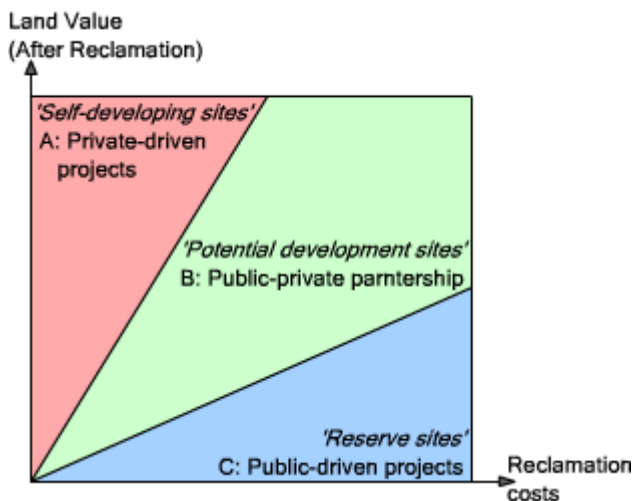 Land Value
(After Reclamation)
'Self-developing sites'
A: Private-driven
projects
'Potential development sites'
B: Public-private parntership
'Reserve sites'
C: Public-driven projects
Reclamation
costs